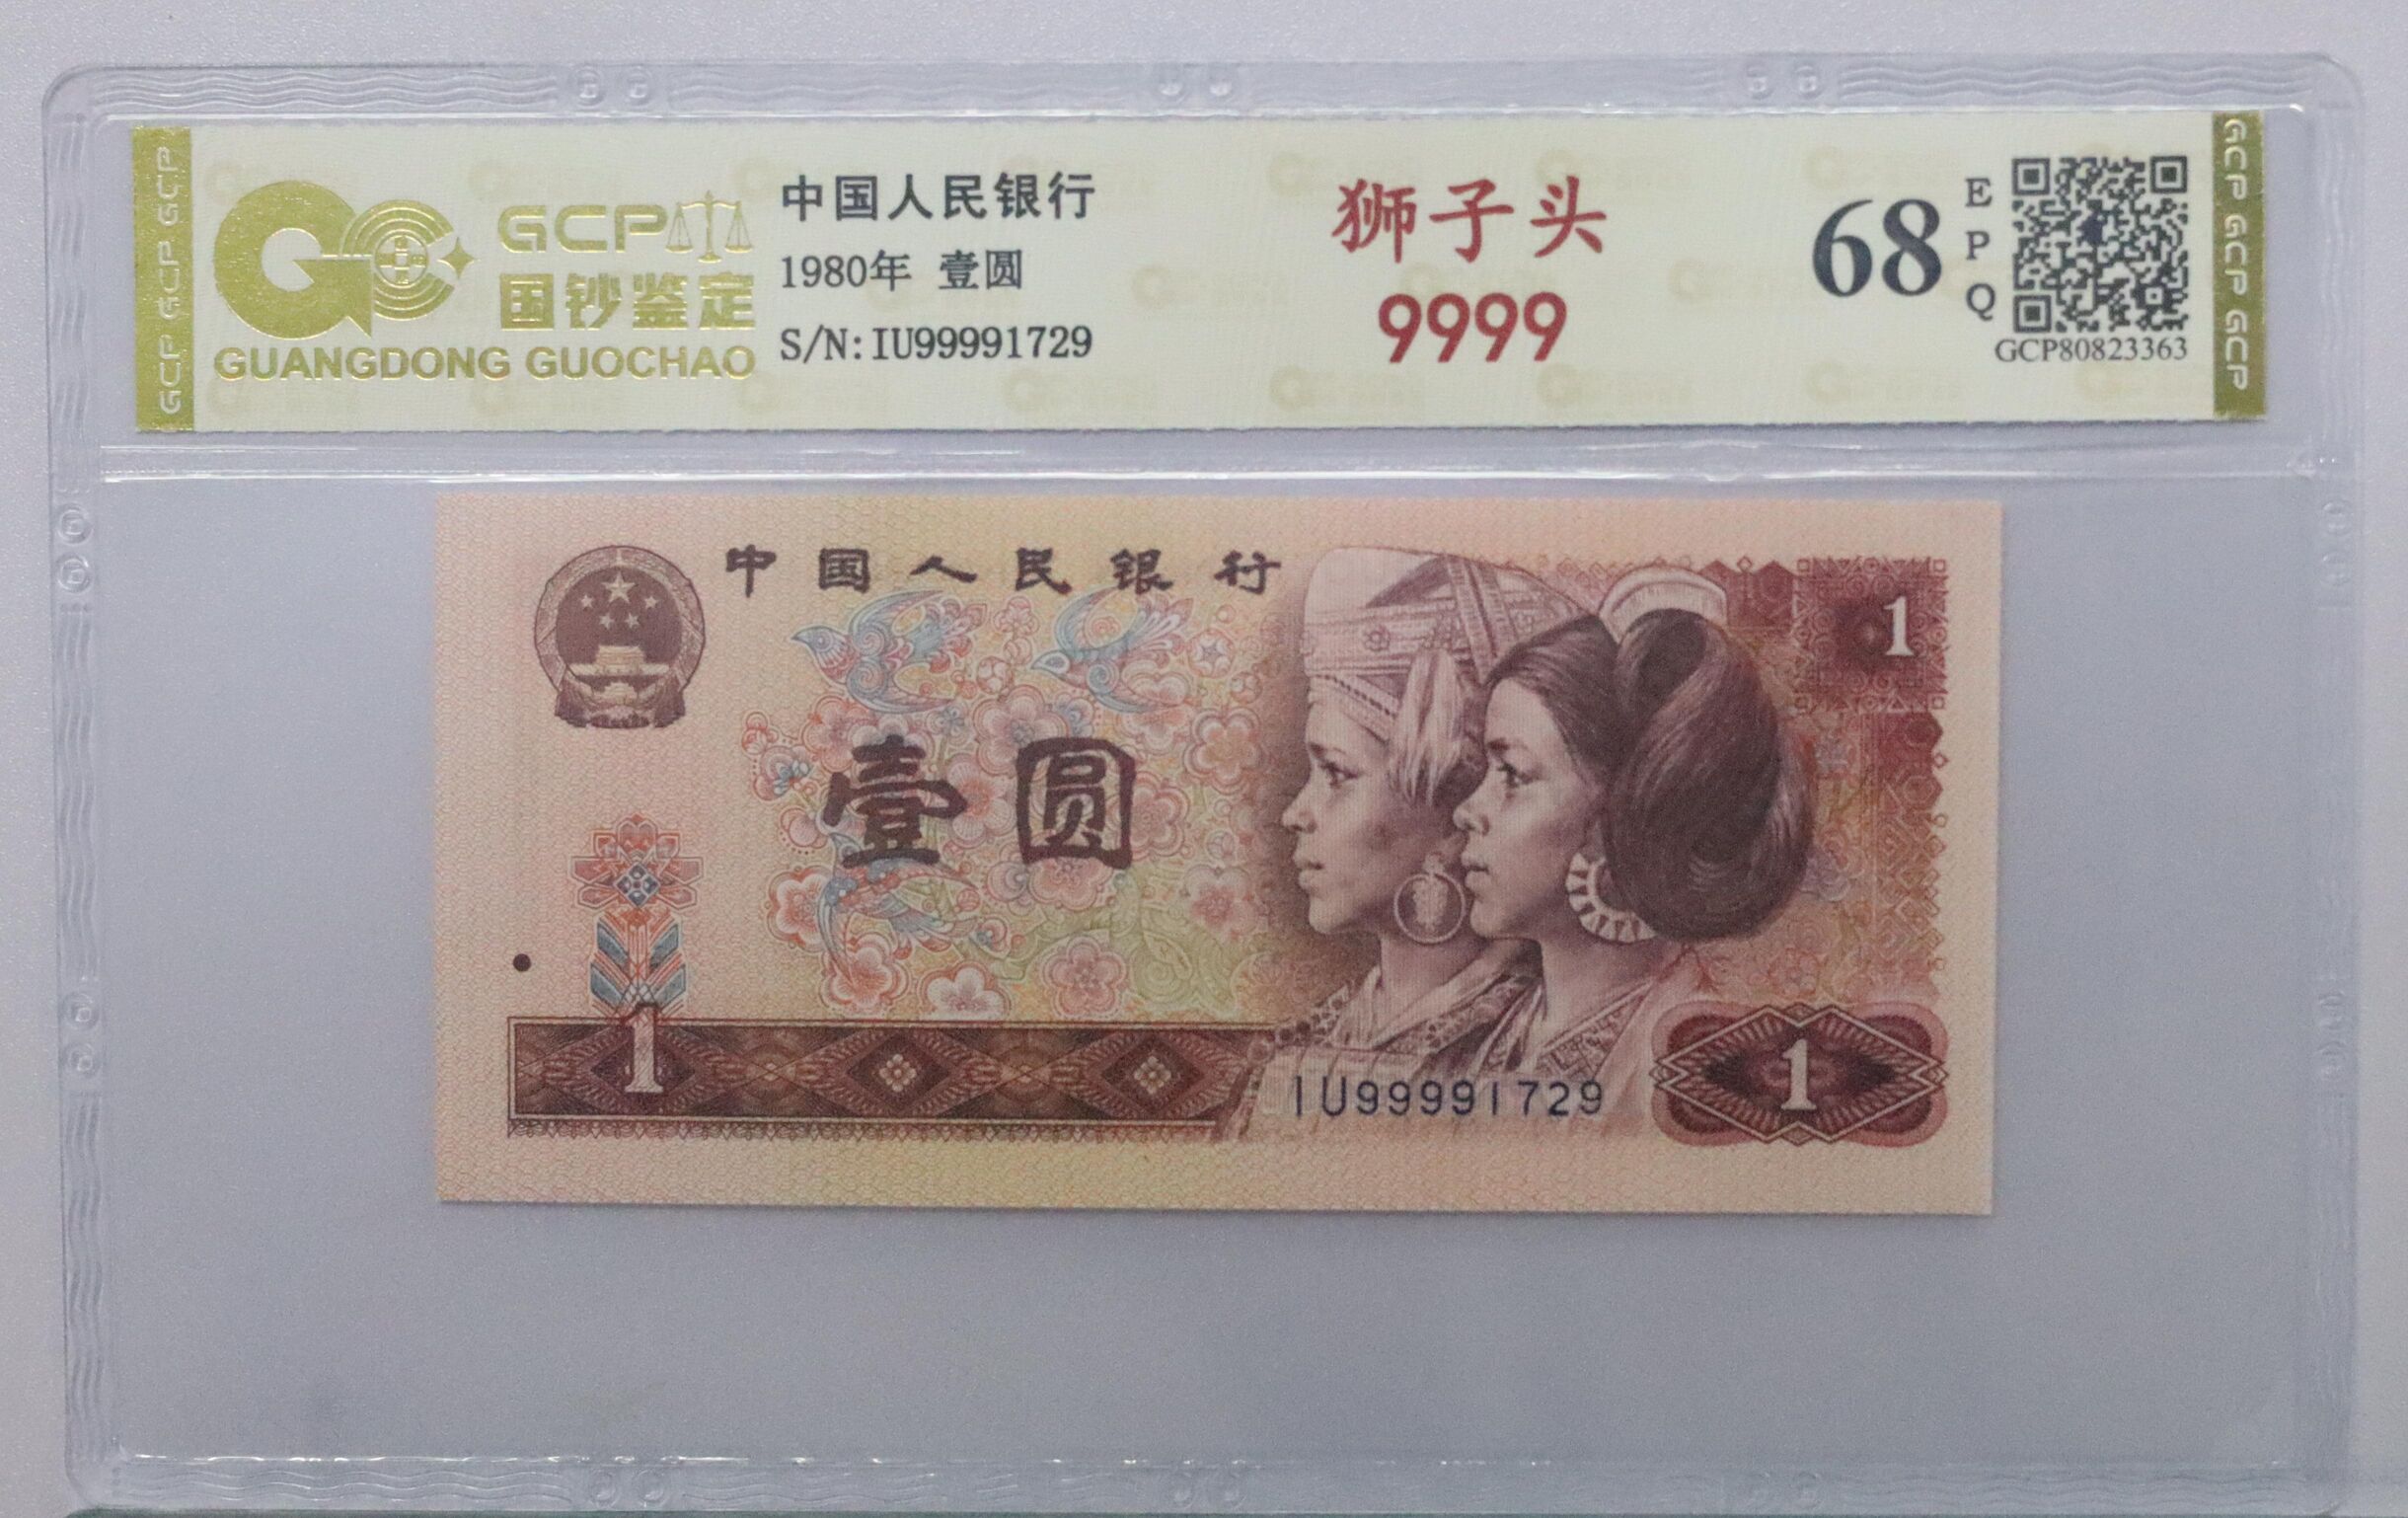 GCP GCP GCP
GCP
国钞鉴定
GUANGDONG GUOCHAO
中国人民银行
1980年 壹圆
S/N:IU99991729
狮子头
9999
68
EPQ
GCP80823363
GCP GCP GCP GCP
中国人民银行
1
壹圆
1
IU99991729
1